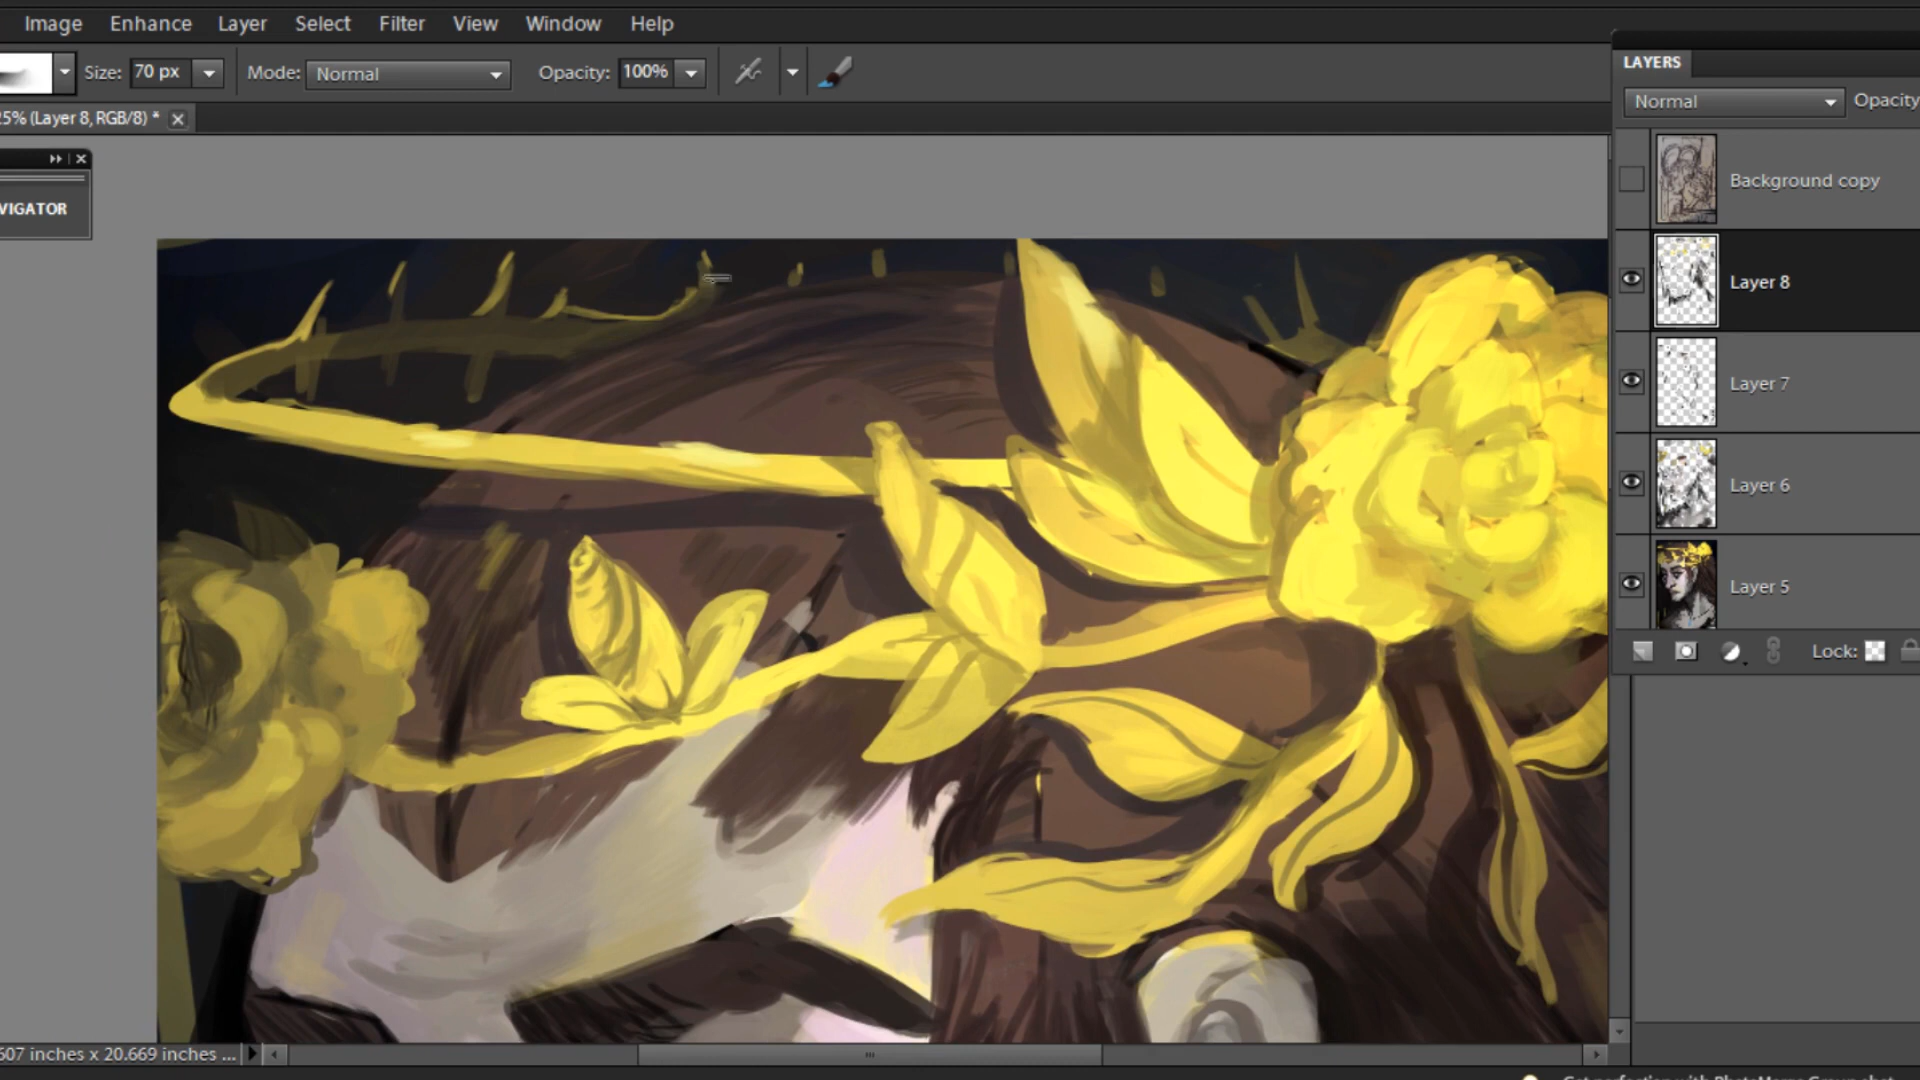 Image Enhance Layer Select Filter View Window Help
Size: 70 px Mode: Normal Opacity: 100%
LAYERS
Normal Opacity
5% (Layer 8, RGB/8) *
VIGATOR
Background copy
Layer 8
Layer 7
Layer 6
Layer 5
Lock:
607 inches x 20.669 inches ...